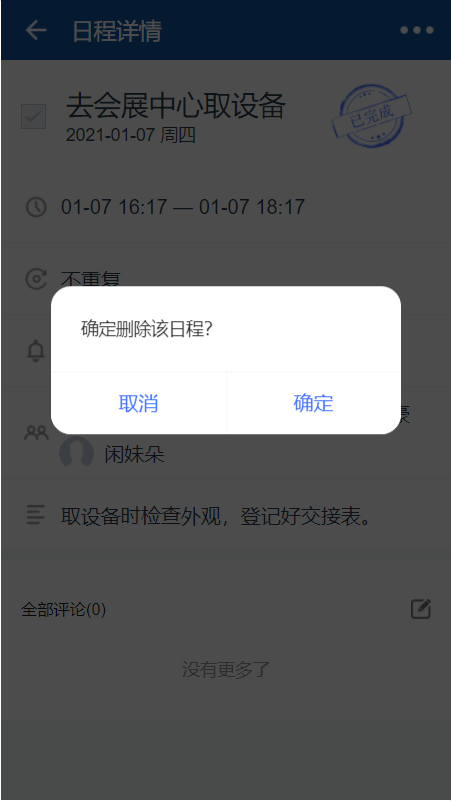 日程详情
去会展中心取设备
2021-01-07 周四
已完成
01-07 16:17 — 01-07 18:17
不重复
确定删除该日程?
取消
确定
闲妹朵
取设备时检查外观，登记好交接表。
全部评论(0)
没有更多了